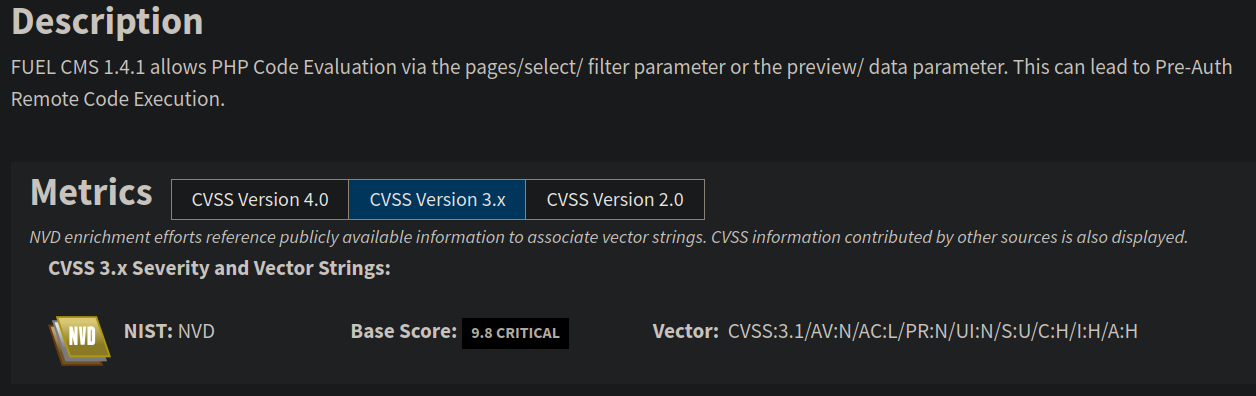 Description
FUEL CMS 1.4.1 allows PHP Code Evaluation via the pages/select/ filter parameter or the preview/ data parameter. This can lead to Pre-Auth
Remote Code Execution.
Metrics CVSS Version 4.0 CVSS Version 3.x CVSS Version 2.0
NVD enrichment efforts reference publicly available information to associate vector strings. CVSS information contributed by other sources is also displayed.
CVSS 3.x Severity and Vector Strings:
NVD NIST: NVD Base Score: 9.8 CRITICAL Vector: CVSS:3.1/AV:N/AC:L/PR:N/UI:N/S:U/C:H/I:H/A:H